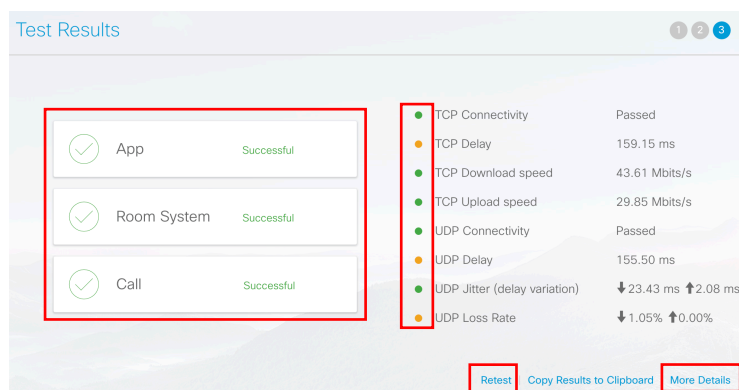 Test Results
1 2 3
App Successful
Room System Successful
Call Successful
TCP Connectivity Passed
TCP Delay 159.15 ms
TCP Download speed 43.61 Mbits/s
TCP Upload speed 29.85 Mbits/s
UDP Connectivity Passed
UDP Delay 155.50 ms
UDP Jitter (delay variation) ↓23.43 ms ↑2.08 ms
UDP Loss Rate ↓1.05% ↑0.00%
Retest Copy Results to Clipboard More Details